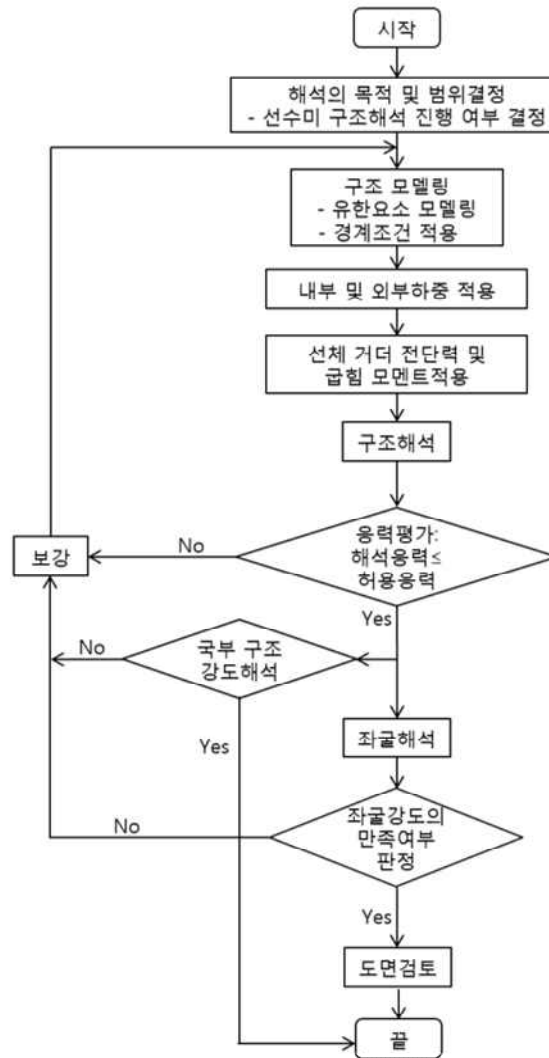 시작
해석의 목적 및 범위결정
- 선수미 구조해석 진행 여부 결정
구조 모델링
- 유한요소 모델링
- 경계조건 적용
내부 및 외부하중 적용
선체 거더 전단력 및
굽힘 모멘트적용
구조해석
응력평가:
해석응력≤
허용응력
No
보강
Yes
국부 구조
강도해석
No
Yes
좌굴해석
좌굴강도의
만족여부
판정
No
Yes
도면검토
끝